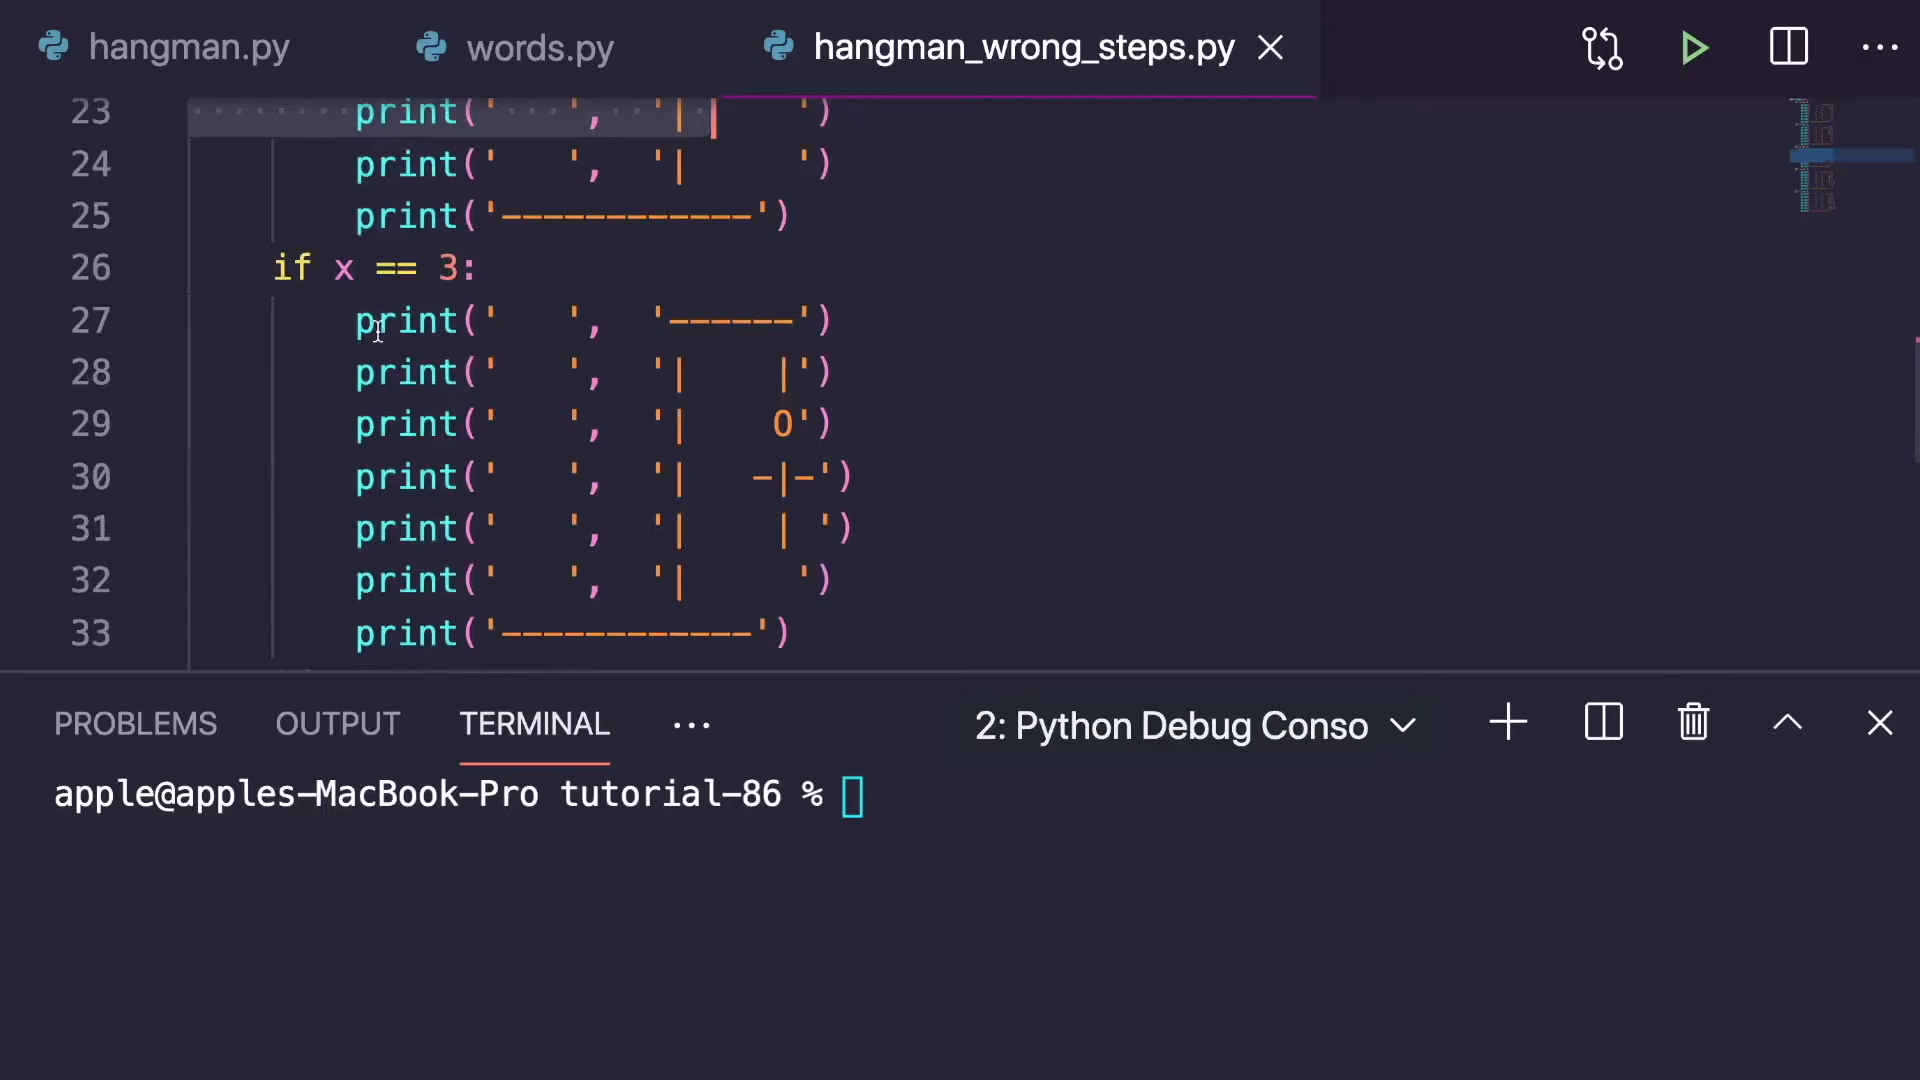 hangman.py words.py hangman_wrong_steps.py
23 print('    ',   '|     ')
24 print('    ',   '|     ')
25 print('------------')
26 if x == 3:
27 print('   ',  '------')
28 print('   ',  '|    |')
29 print('   ',  '|    O')
30 print('   ',  '|   -|-')
31 print('   ',  '|    | ')
32 print('   ',  '|     ')
33 print('------------')
PROBLEMS OUTPUT TERMINAL ··· 2: Python Debug Conso
apple@apples-MacBook-Pro tutorial-86 %